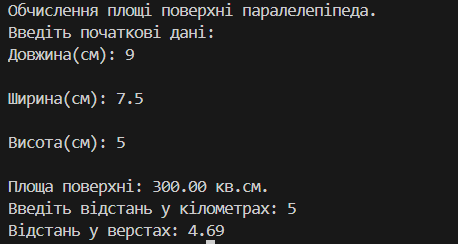 Обчислення площі поверхні паралелепіпеда.
Введіть початкові дані:
Довжина(см): 9
Ширина(см): 7.5
Висота(см): 5
Площа поверхні: 300.00 кв.см.
Введіть відстань у кілометрах: 5
Відстань у верстах: 4.69